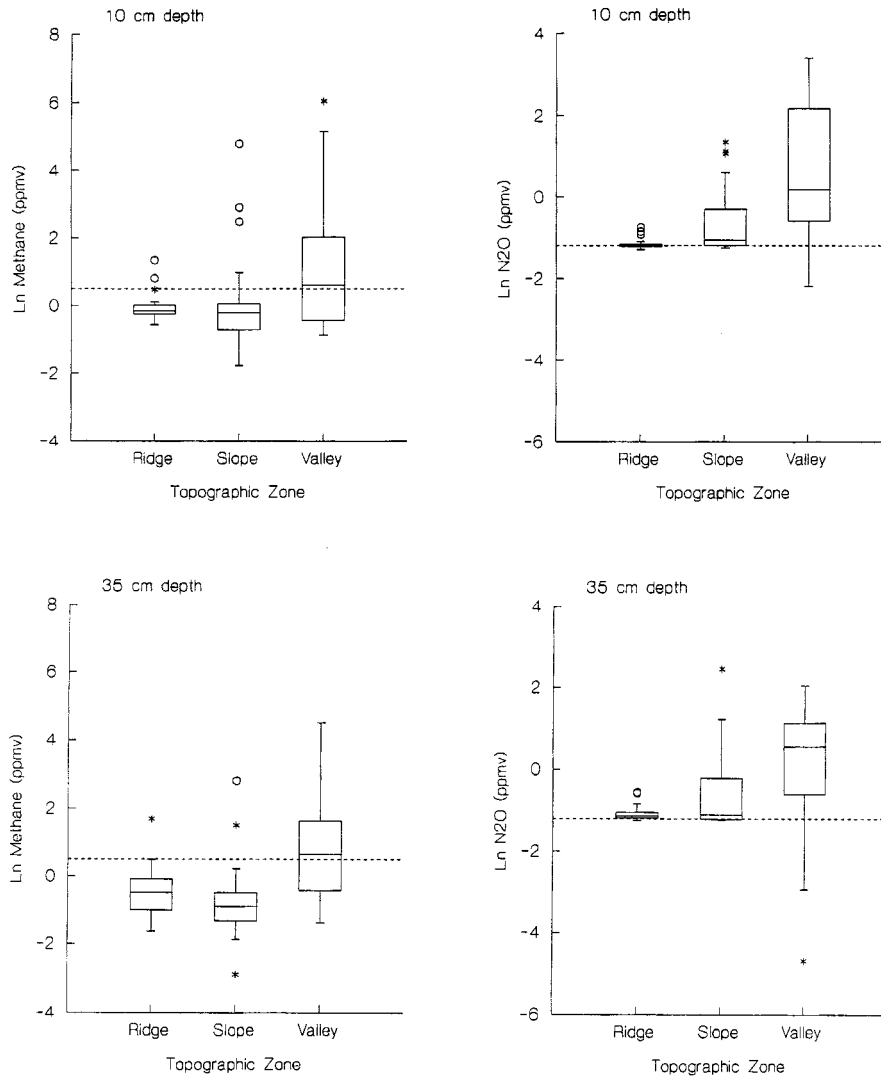 10 cm depth
8
6
4
2
0
-2
-4
Ln Methane (ppmv)
Ridge Slope Valley
Topographic Zone
10 cm depth
4
2
0
-2
-4
-6
Ln N2O (ppmv)
Ridge Slope Valley
Topographic Zone
35 cm depth
8
6
4
2
0
-2
-4
Ln Methane (ppmv)
Ridge Slope Valley
Topographic Zone
35 cm depth
4
2
0
-2
-4
-6
Ln N2O (ppmv)
Ridge Slope Valley
Topographic Zone